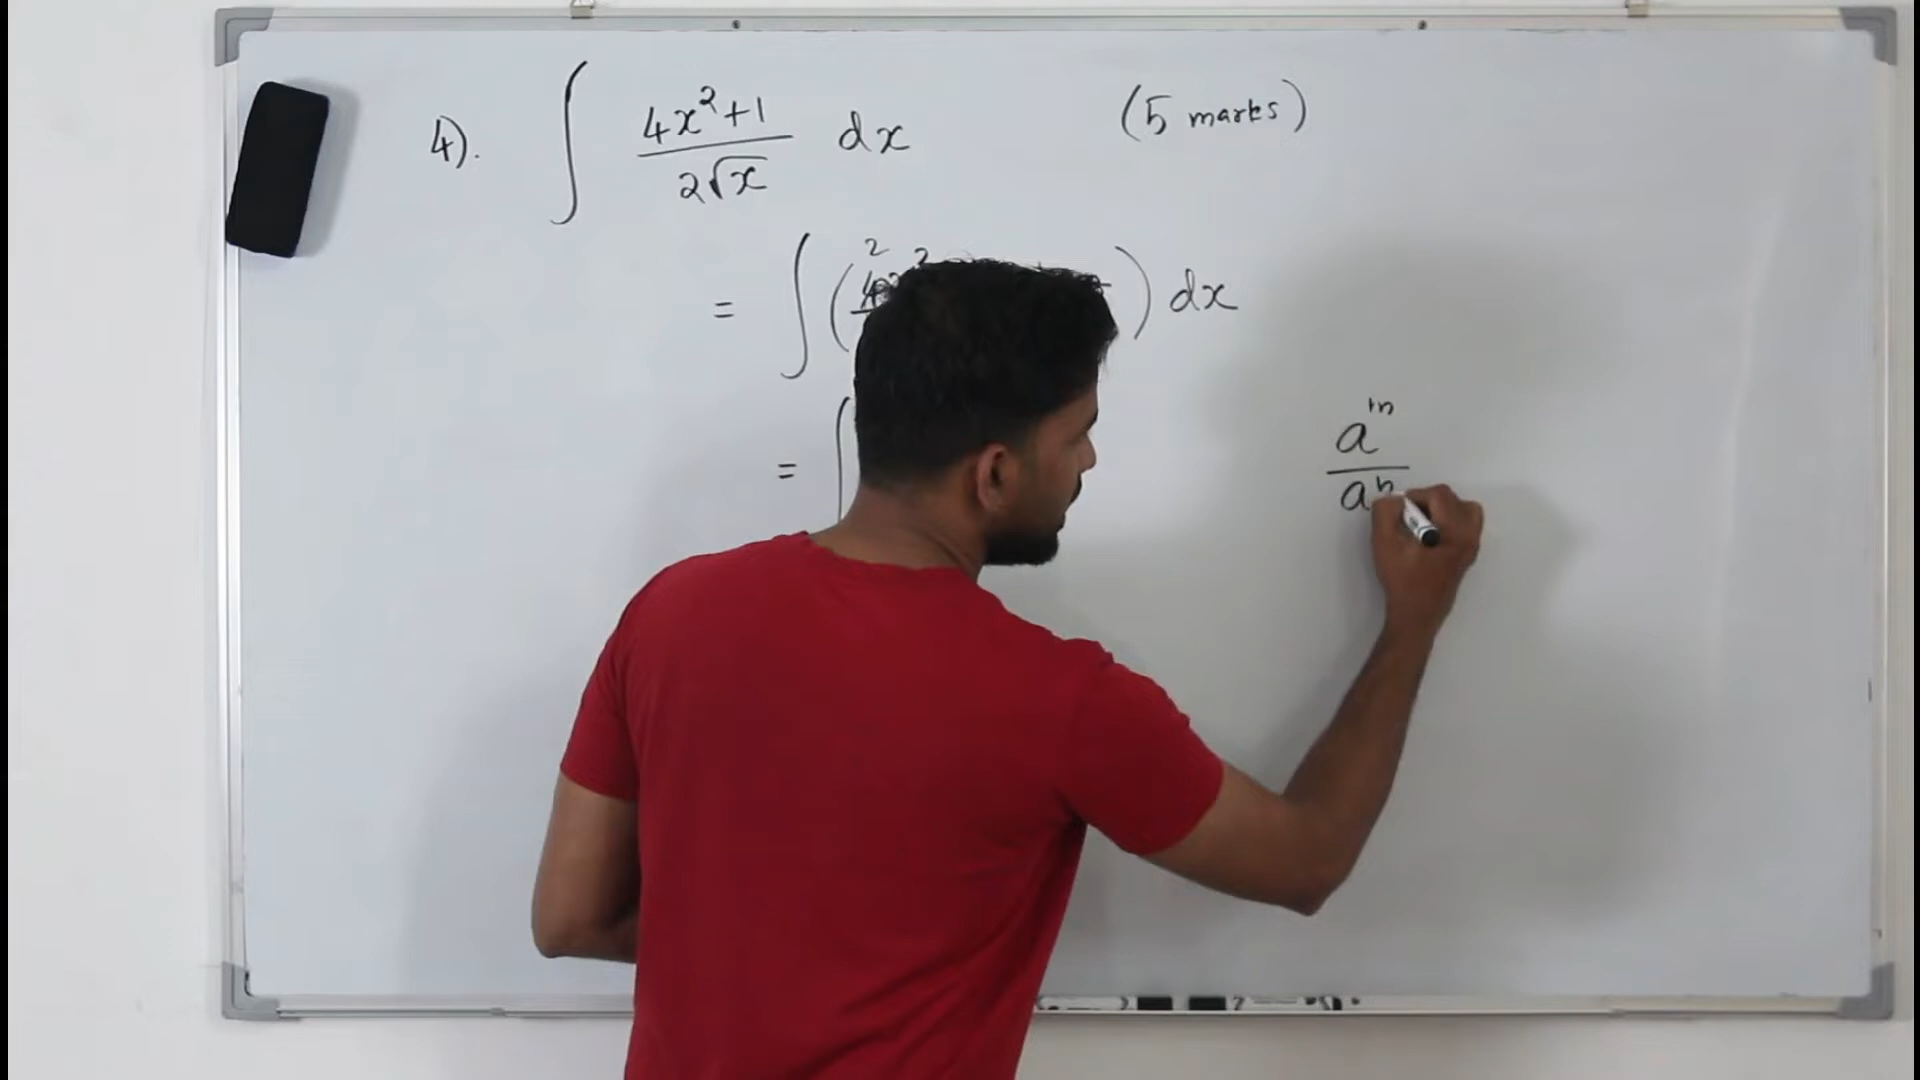 4). ∫ (4x²+1)/(2√x) dx (5 marks)
= ∫ ( ) dx
= ∫
aᵐ/aⁿ